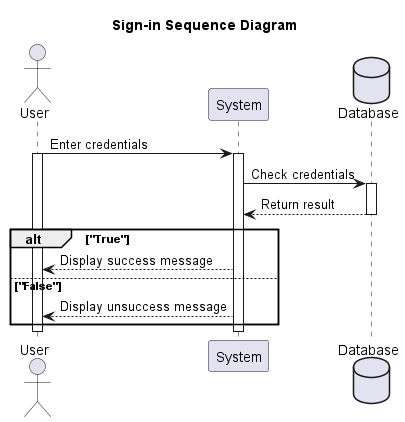 Sign-in Sequence Diagram
User
System
Database
Enter credentials
Check credentials
Return result
alt ["True"]
Display success message
["False"]
Display unsuccess message
User
System
Database